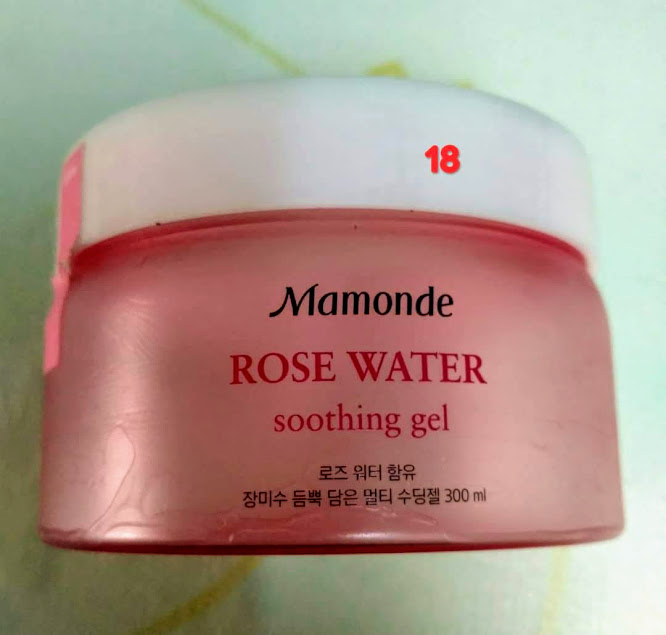 18
Mamonde
ROSE WATER
soothing gel
로즈 워터 함유
장미수 듬뿍 담은 멀티 수딩젤 300 ml